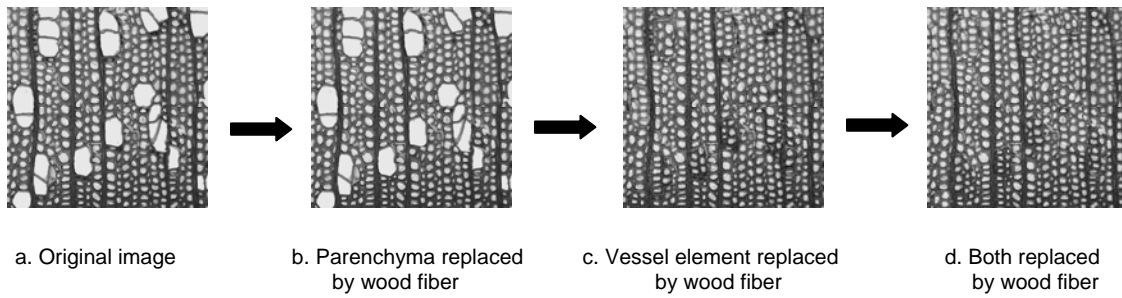 a. Original image
b. Parenchyma replaced
by wood fiber
c. Vessel element replaced
by wood fiber
d. Both replaced
by wood fiber